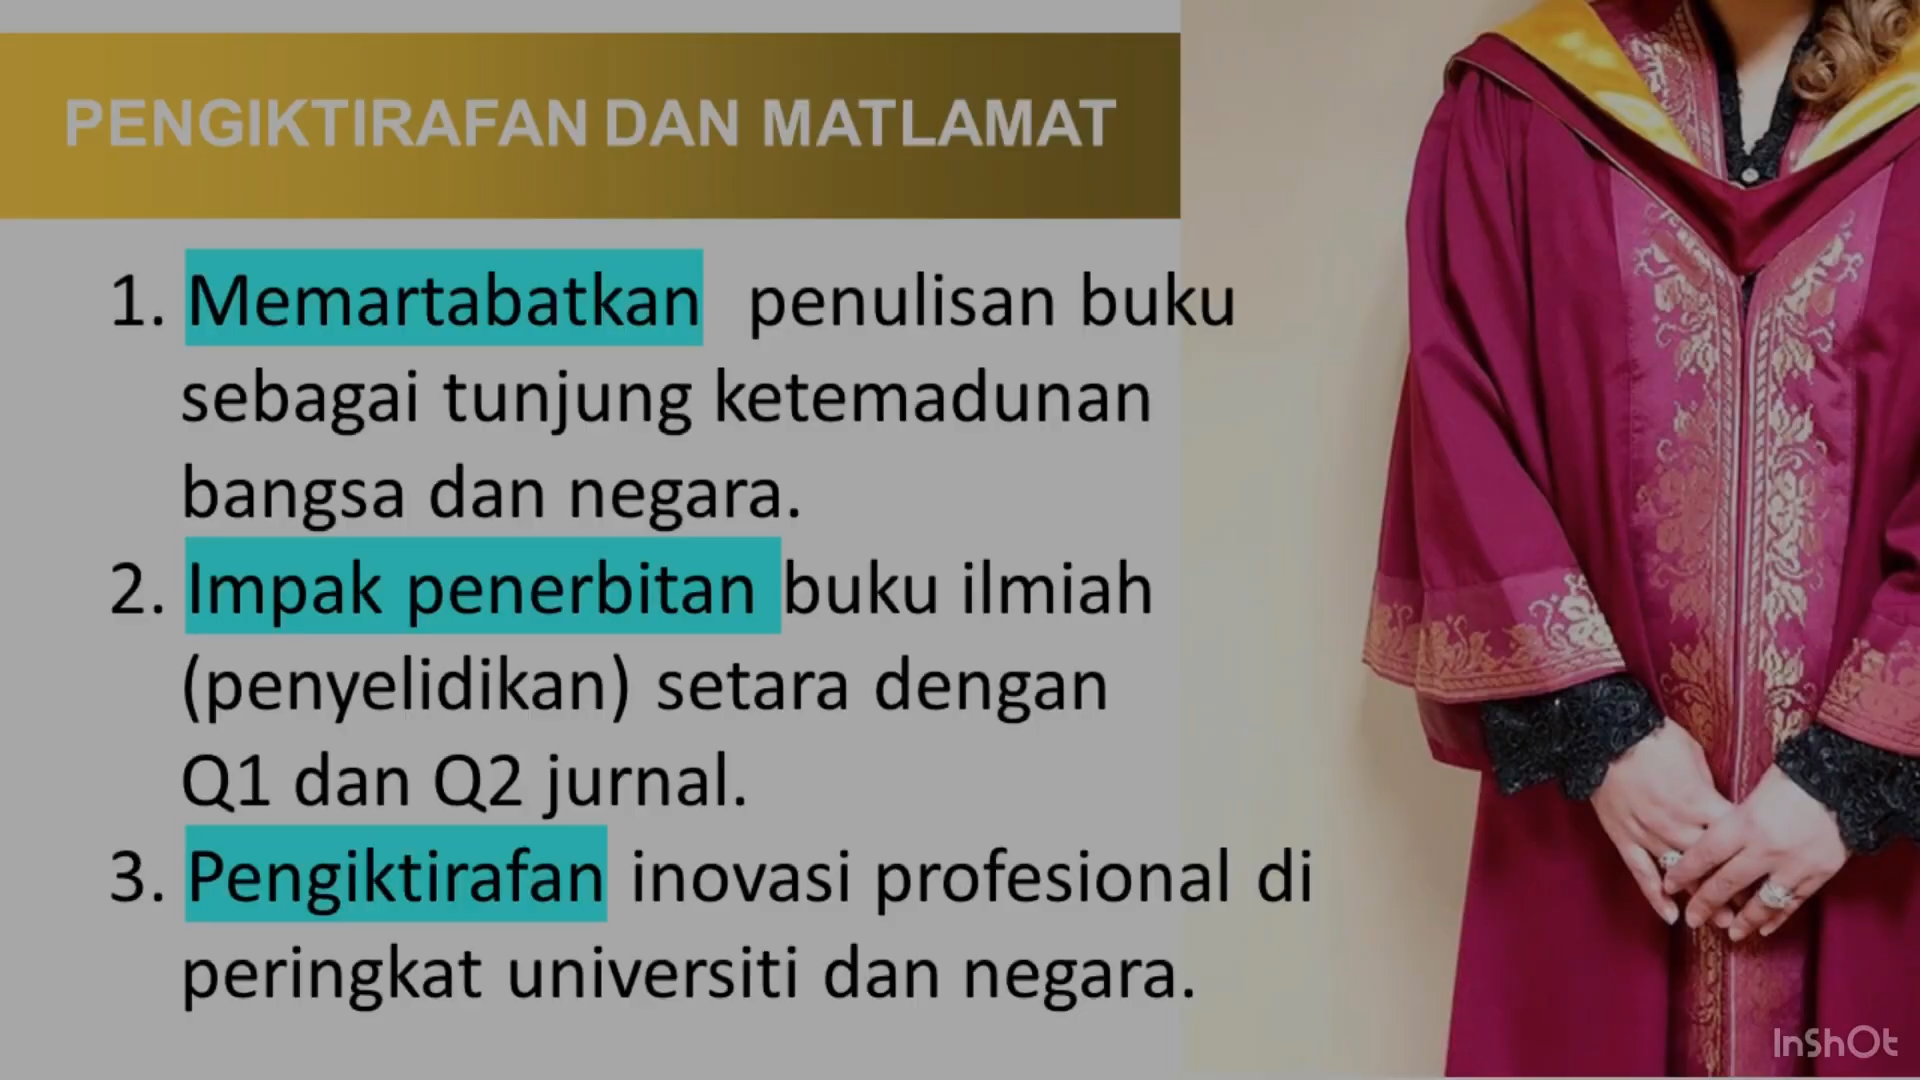 PENGIKTIRAFAN DAN MATLAMAT
1. Memartabatkan penulisan buku
sebagai tunjung ketemadunan
bangsa dan negara.
2. Impak penerbitan buku ilmiah
(penyelidikan) setara dengan
Q1 dan Q2 jurnal.
3. Pengiktirafan inovasi profesional di
peringkat universiti dan negara.
InShOt